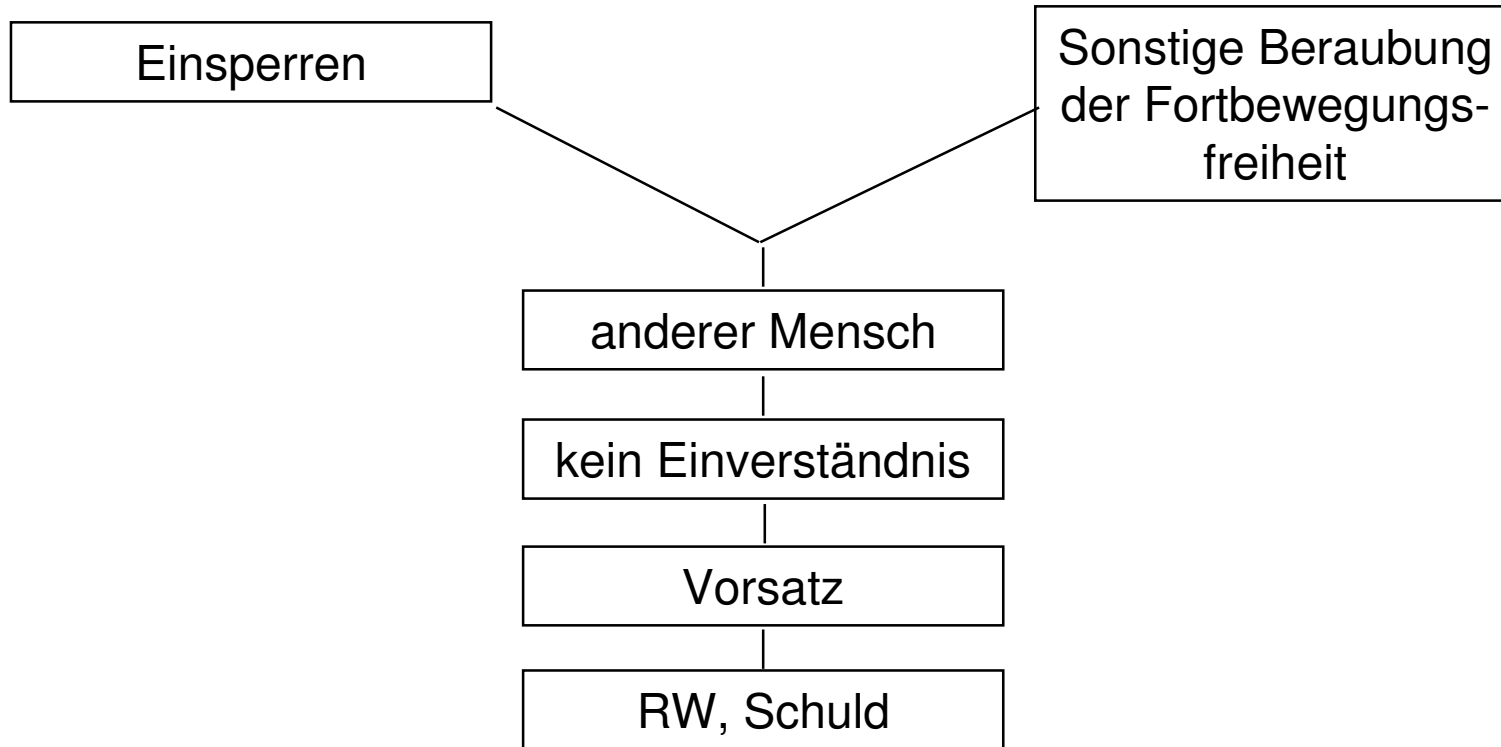 Einsperren
Sonstige Beraubung
der Fortbewegungs-
freiheit
anderer Mensch
kein Einverständnis
Vorsatz
RW, Schuld